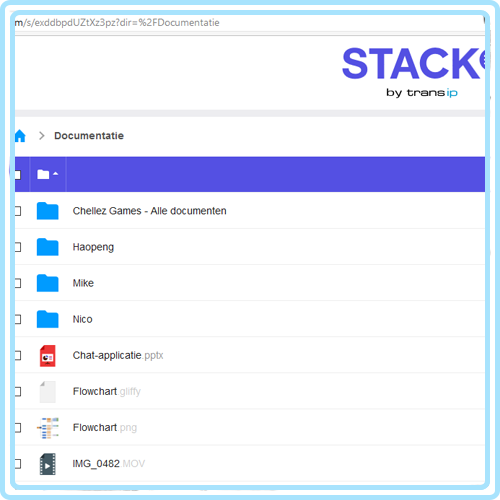 m/s/exddbpdUZtXz3pz?dir=%2FDocumentatie
STACK
by transip
Documentatie
Chellez Games - Alle documenten
Haopeng
Mike
Nico
Chat-applicatie.pptx
Flowchart.gliffy
Flowchart.png
IMG_0482.MOV